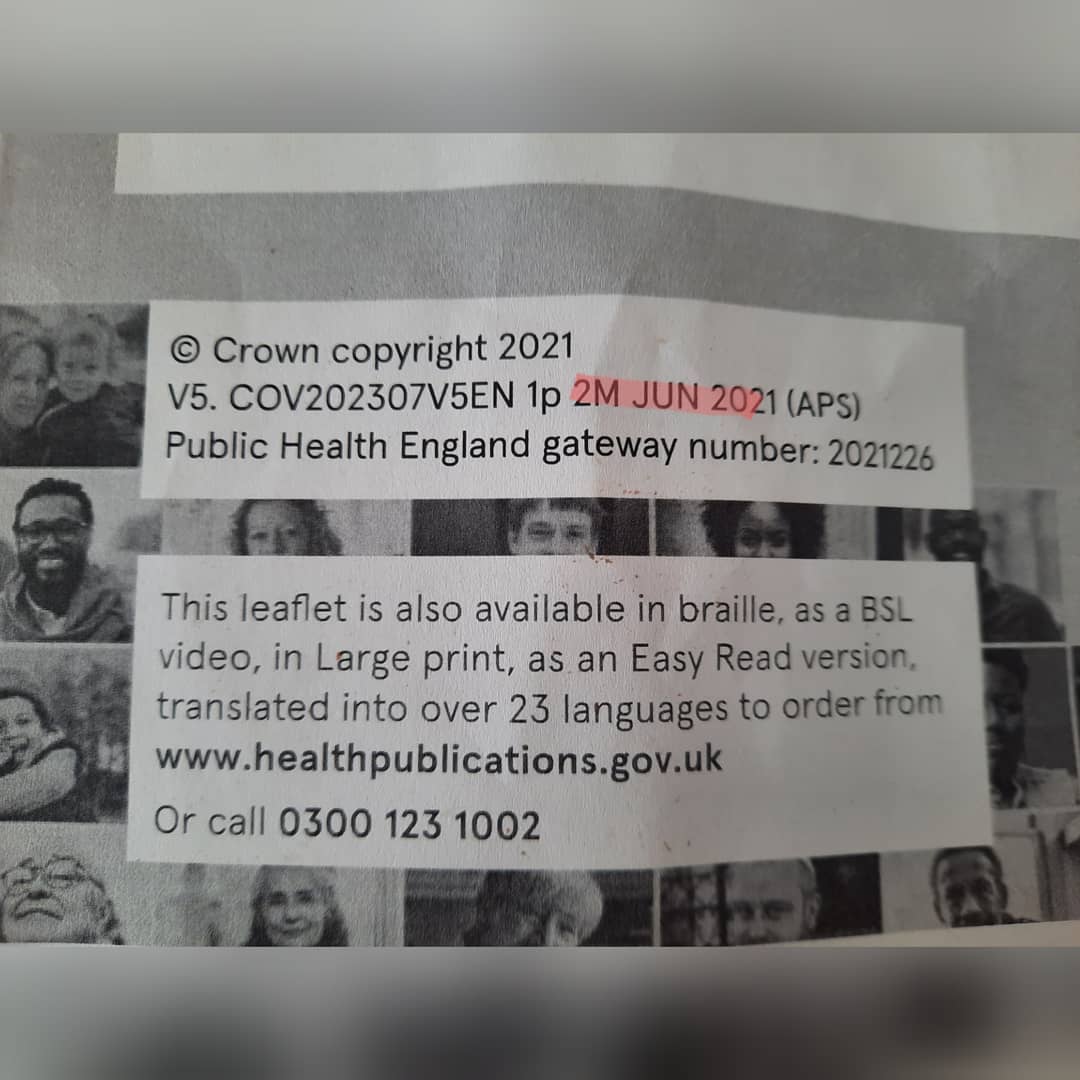 © Crown copyright 2021
V5. COV202307V5EN 1p 2M JUN 2021 (APS)
Public Health England gateway number: 2021226
This leaflet is also available in braille, as a BSL
video, in Large print, as an Easy Read version,
translated into over 23 languages to order from
www.healthpublications.gov.uk
Or call 0300 123 1002